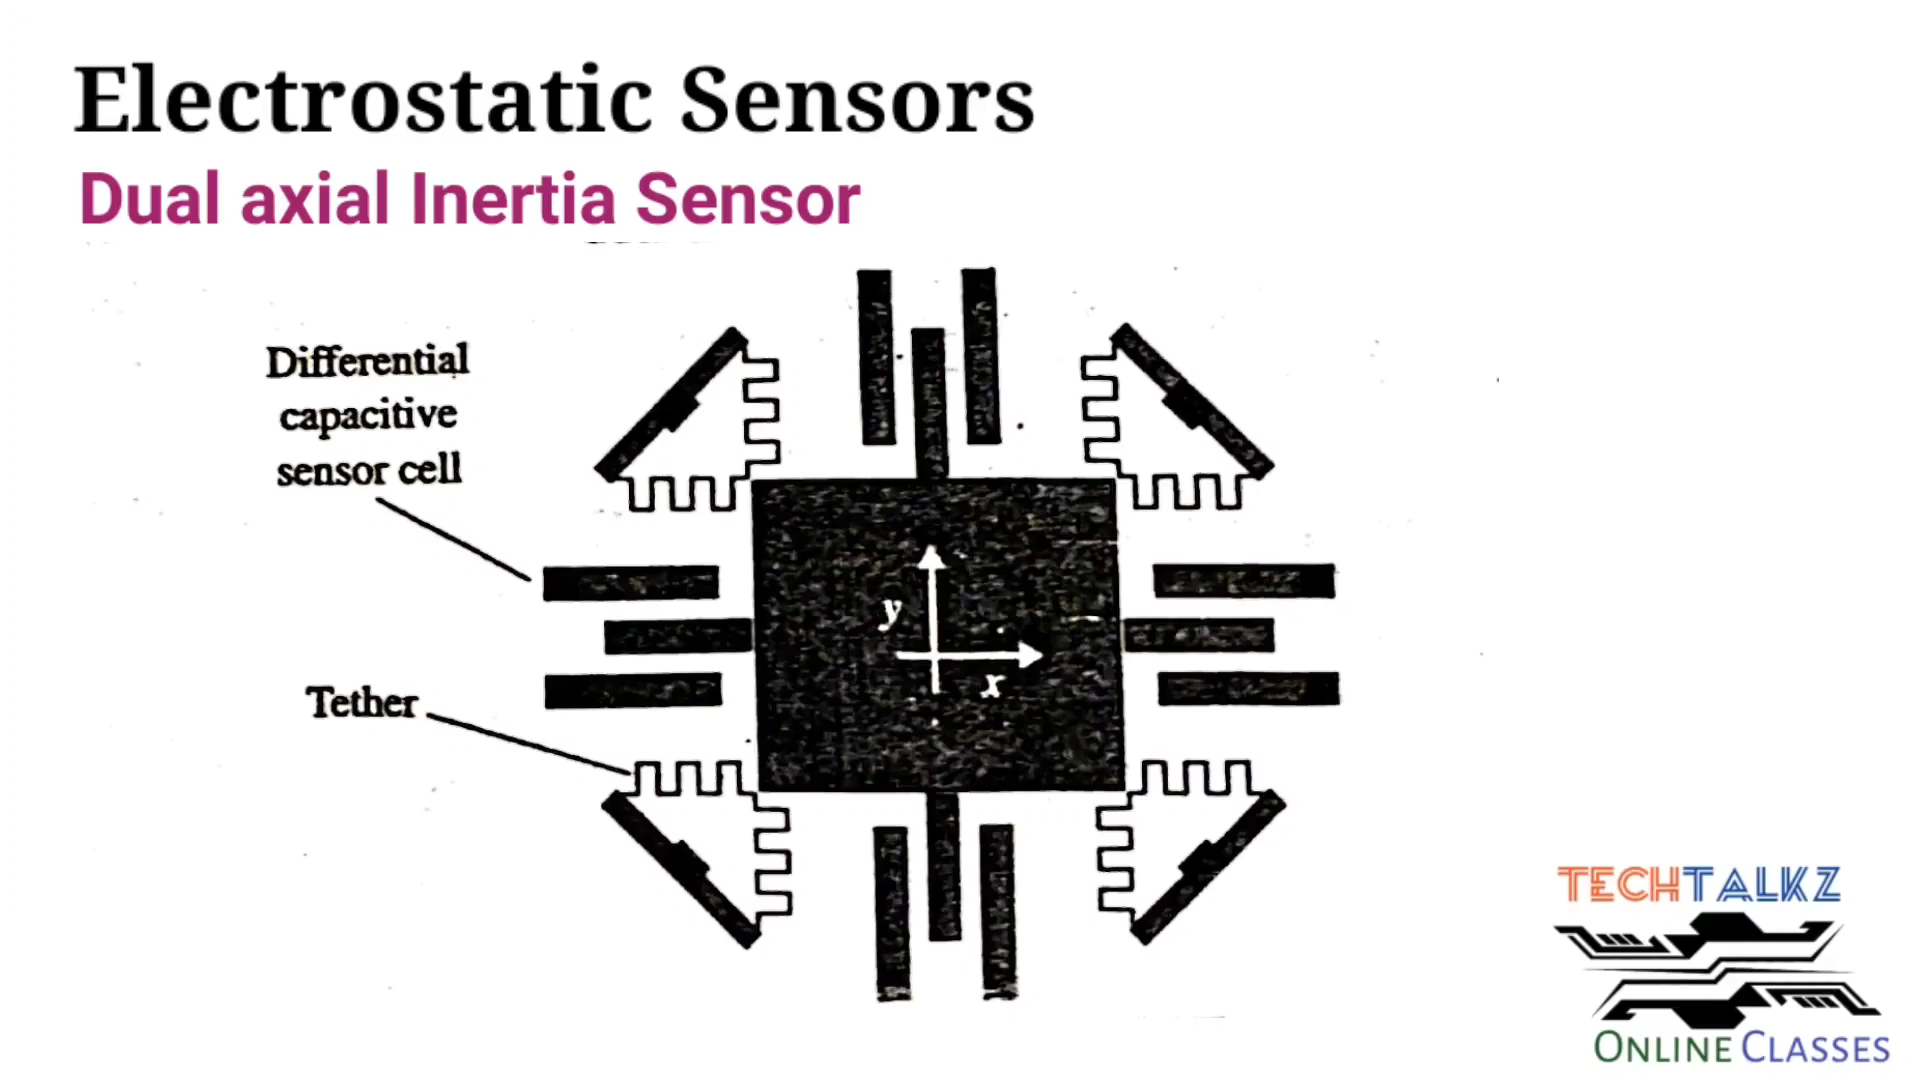 Electrostatic Sensors
Dual axial Inertia Sensor
Differential
capacitive
sensor cell
Tether
y
x
TECHTALKZ
ONLINE CLASSES